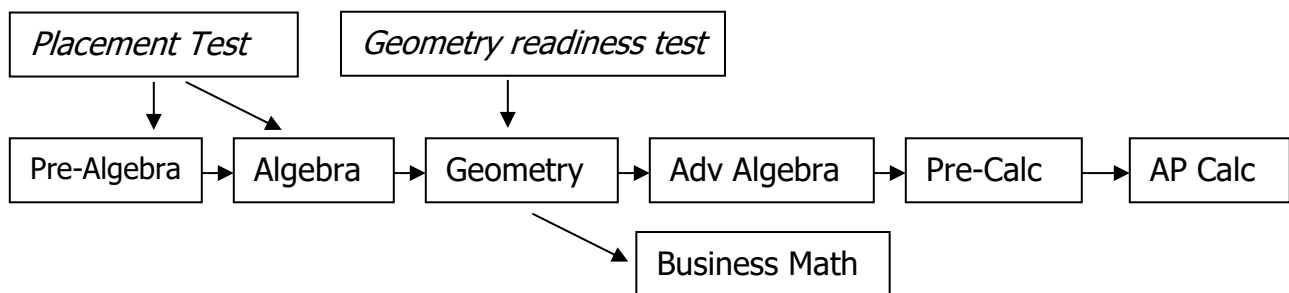 Placement Test
Geometry readiness test
Pre-Algebra
Algebra
Geometry
Adv Algebra
Pre-Calc
AP Calc
Business Math